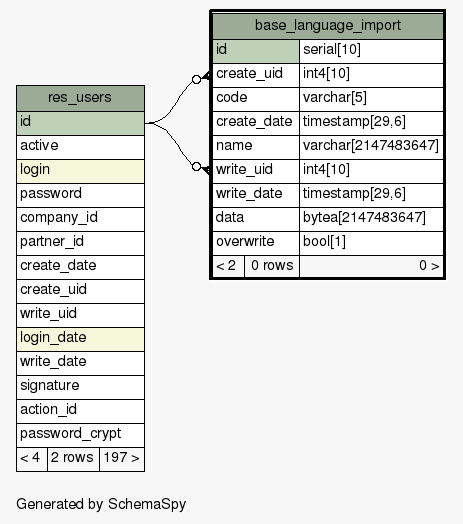 base_language_import
id serial[10]
create_uid int4[10]
code varchar[5]
create_date timestamp[29,6]
name varchar[2147483647]
write_uid int4[10]
write_date timestamp[29,6]
data bytea[2147483647]
overwrite bool[1]
< 2 0 rows 0 >
res_users
id
active
login
password
company_id
partner_id
create_date
create_uid
write_uid
login_date
write_date
signature
action_id
password_crypt
< 4 2 rows 197 >
Generated by SchemaSpy